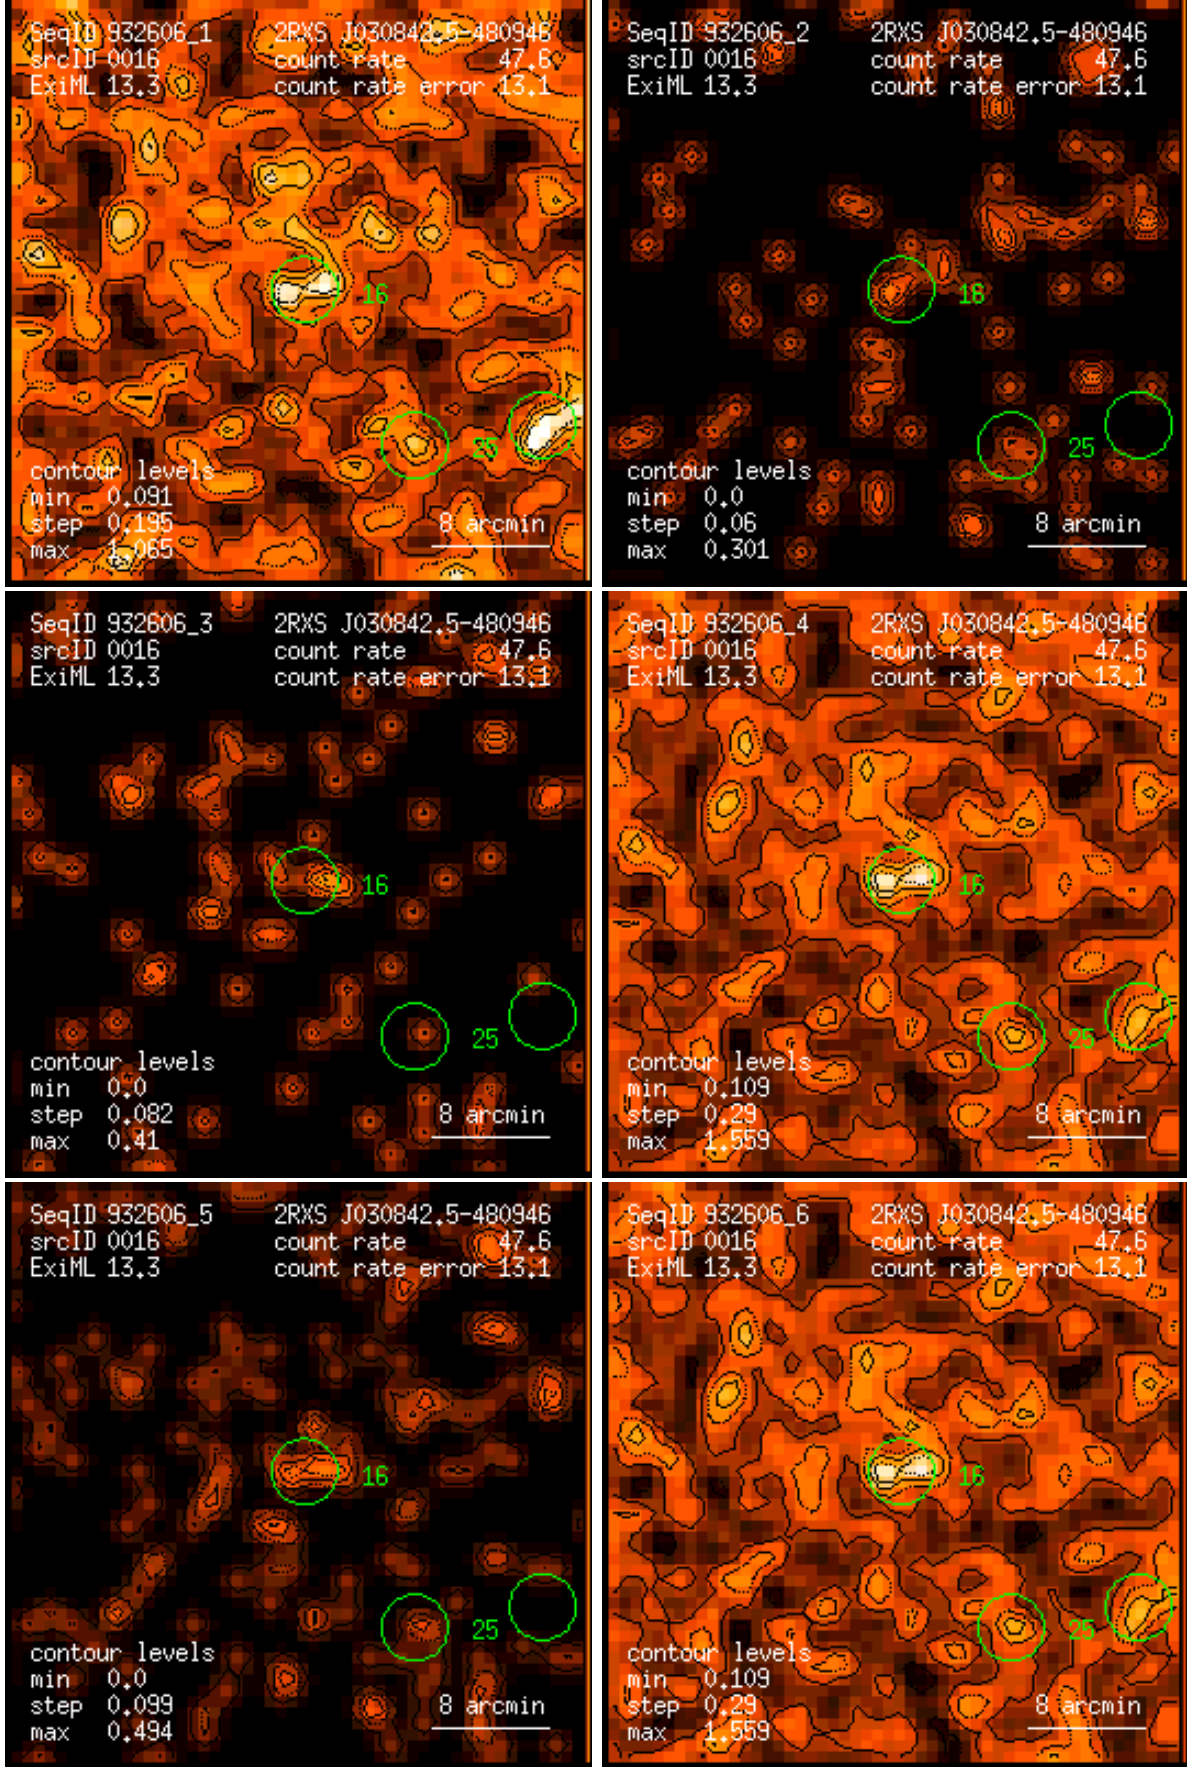 SeqID 932606_1 2RXS J030842.5-480946
srcID 0016 count rate 47.6
ExiML 13.3 count rate error 13.1
16
25
contour levels
min 0.091
step 0.195
max 1.065
8 arcmin
SeqID 932606_2 2RXS J030842.5-480946
srcID 0016 count rate 47.6
ExiML 13.3 count rate error 13.1
16
25
contour levels
min 0.0
step 0.06
max 0.301
8 arcmin
SeqID 932606_3 2RXS J030842.5-480946
srcID 0016 count rate 47.6
ExiML 13.3 count rate error 13.1
16
25
contour levels
min 0.0
step 0.082
max 0.41
8 arcmin
SeqID 932606_4 2RXS J030842.5-480946
srcID 0016 count rate 47.6
ExiML 13.3 count rate error 13.1
16
25
contour levels
min 0.109
step 0.29
max 1.559
8 arcmin
SeqID 932606_5 2RXS J030842.5-480946
srcID 0016 count rate 47.6
ExiML 13.3 count rate error 13.1
16
25
contour levels
min 0.0
step 0.099
max 0.494
8 arcmin
SeqID 932606_6 2RXS J030842.5-480946
srcID 0016 count rate 47.6
ExiML 13.3 count rate error 13.1
16
25
contour levels
min 0.109
step 0.29
max 1.559
8 arcmin